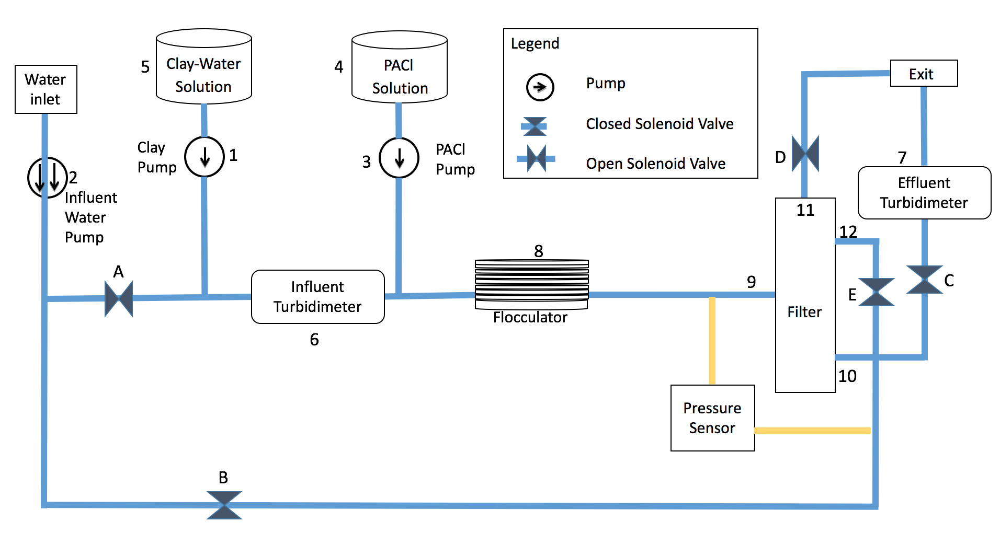 Water
inlet
5
Clay-Water
Solution
4
PACl
Solution
Legend
Pump
Closed Solenoid Valve
Open Solenoid Valve
Exit
Clay
Pump
1
3
PACl
Pump
2
Influent
Water
Pump
D
7
Effluent
Turbidimeter
11
12
A
Influent
Turbidimeter
6
8
Flocculator
9
Filter
E
C
10
Pressure
Sensor
B